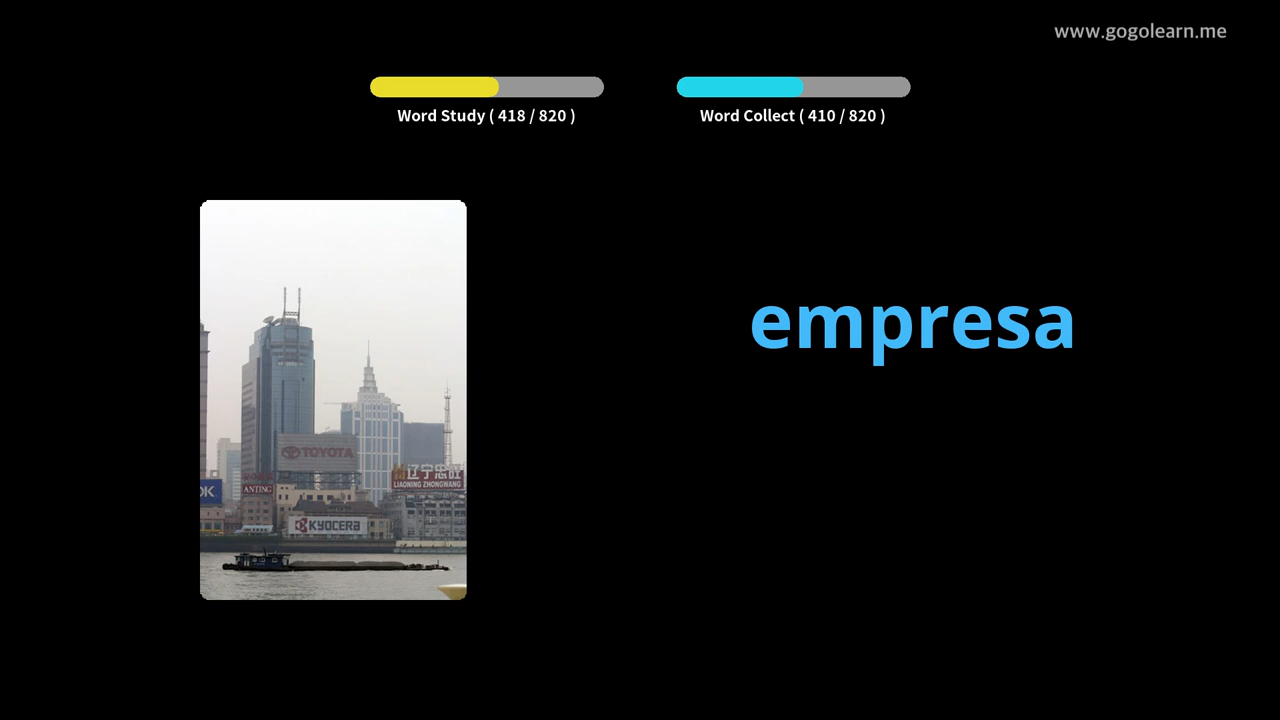 www.gogolearn.me
Word Study ( 418 / 820 )
Word Collect ( 410 / 820 )
empresa
TOYOTA
辽宁忠旺
LIAONING ZHONGWANG
OK
ANTING
KYOCERA